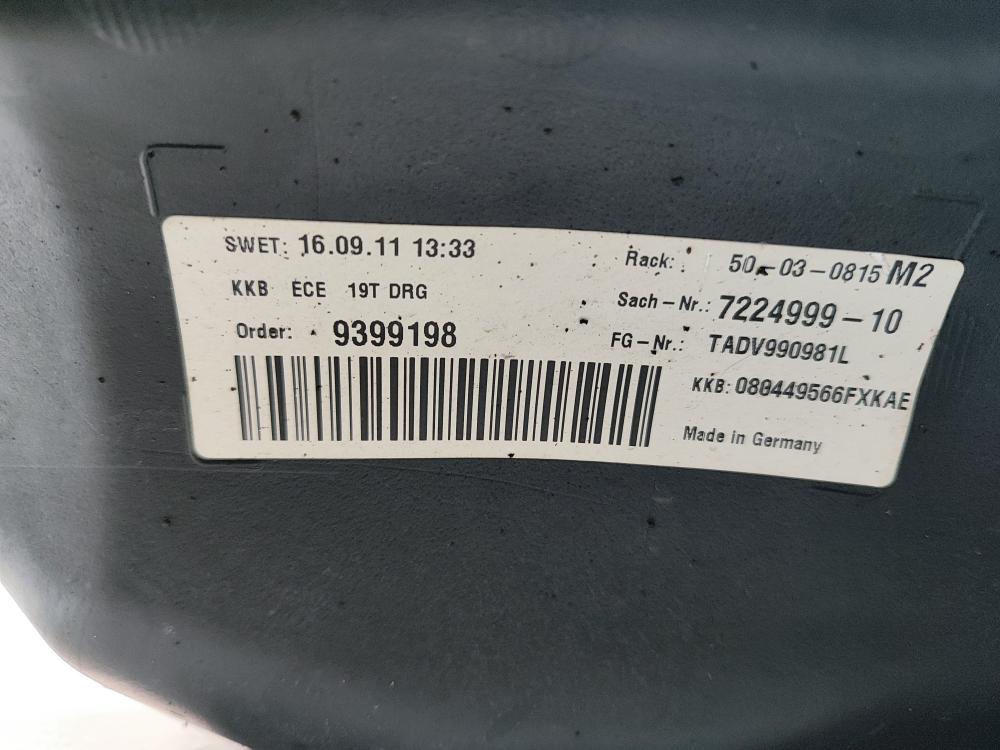 SWET: 16.09.11 13:33
KKB ECE 19T DRG
Order: 9399198
Rack: 50-03-0815 M2
Sach-Nr.: 7224999-10
FG-Nr.: TADV990981L
KKB: 080449566FXKAE
Made in Germany